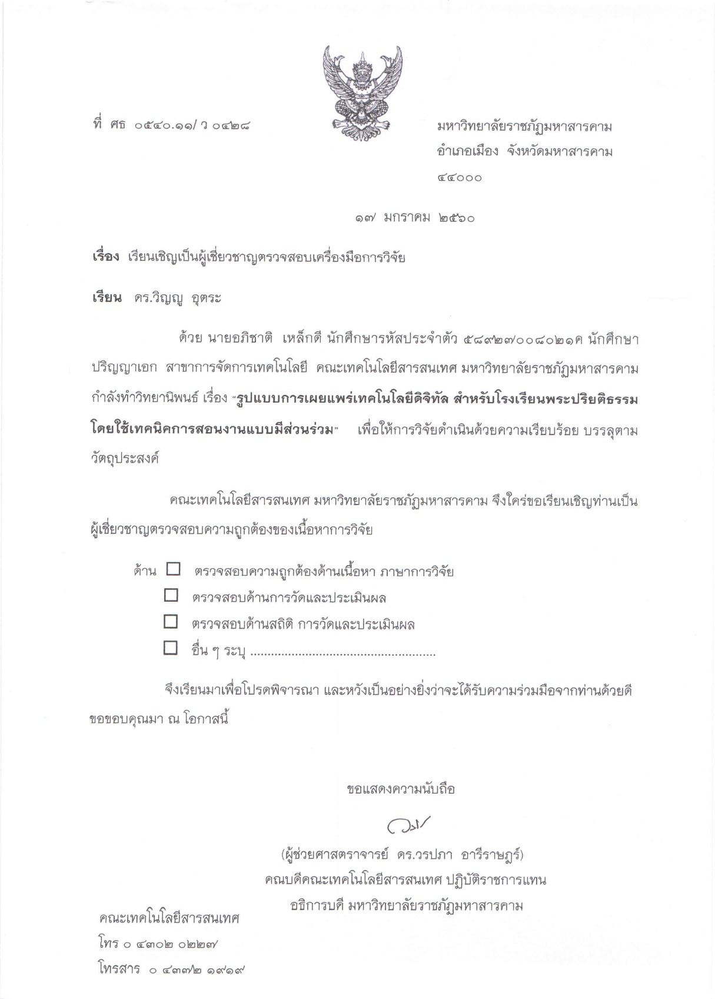 ที่ ศธ ๐๕๔๐.๑๑/ ว ๐๔๒๘
มหาวิทยาลัยราชภัฏมหาสารคาม
อำเภอเมือง จังหวัดมหาสารคาม
๔๔๐๐๐
๑๗ มกราคม ๒๕๖๐
เรื่อง เรียนเชิญเป็นผู้เชี่ยวชาญตรวจสอบเครื่องมือการวิจัย
เรียน ดร.วิญญู อุตระ
ด้วย นายอภิชาติ เหล็กดี นักศึกษารหัสประจำตัว ๕๘๙๒๗๐๐๘๐๒๑ค นักศึกษา
ปริญญาเอก สาขาการจัดการเทคโนโลยี คณะเทคโนโลยีสารสนเทศ มหาวิทยาลัยราชภัฏมหาสารคาม
กำลังทำวิทยานิพนธ์ เรื่อง "รูปแบบการเผยแพร่เทคโนโลยีดิจิทัล สำหรับโรงเรียนพระปริยติธรรม
โดยใช้เทคนิคการสอนงานแบบมีส่วนร่วม" เพื่อให้การวิจัยดำเนินด้วยความเรียบร้อย บรรลุตาม
วัตถุประสงค์
คณะเทคโนโลยีสารสนเทศ มหาวิทยาลัยราชภัฏมหาสารคาม จึงใคร่ขอเรียนเชิญท่านเป็น
ผู้เชี่ยวชาญตรวจสอบความถูกต้องของเนื้อหาการวิจัย
ด้าน ☐ ตรวจสอบความถูกต้องด้านเนื้อหา ภาษาการวิจัย
☐ ตรวจสอบด้านการวัดและประเมินผล
☐ ตรวจสอบด้านสถิติ การวัดและประเมินผล
☐ อื่น ๆ ระบุ ......................................................
จึงเรียนมาเพื่อโปรดพิจารณา และหวังเป็นอย่างยิ่งว่าจะได้รับความร่วมมือจากท่านด้วยดี
ขอขอบคุณมา ณ โอกาสนี้
ขอแสดงความนับถือ
(ผู้ช่วยศาสตราจารย์ ดร.วรปภา อารีราษฎร์)
คณบดีคณะเทคโนโลยีสารสนเทศ ปฏิบัติราชการแทน
อธิการบดี มหาวิทยาลัยราชภัฏมหาสารคาม
คณะเทคโนโลยีสารสนเทศ
โทร ๐ ๔๓๐๒ ๐๒๒๗
โทรสาร ๐ ๔๓๗๒ ๑๙๑๙